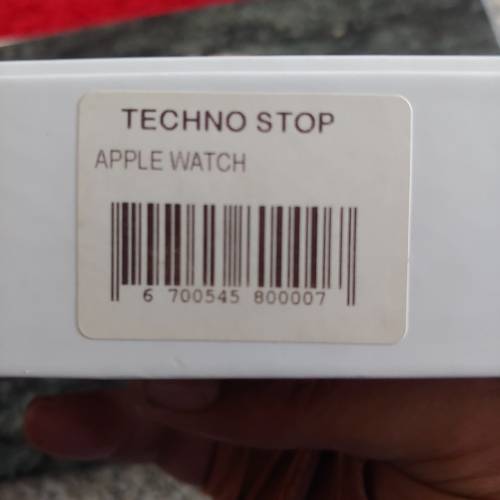 TECHNO STOP
APPLE WATCH
6 700545 800007